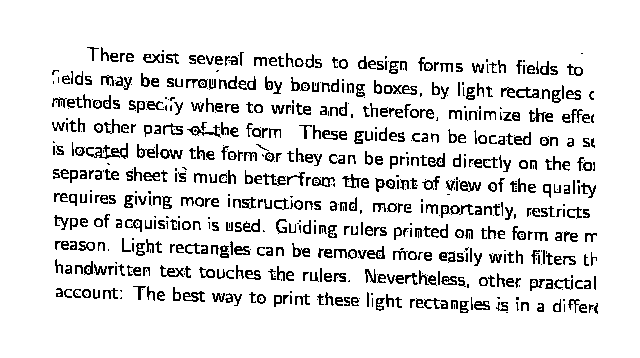 There exist several methods to design forms with fields to
fields may be surrounded by bounding boxes, by light rectangles
methods specify where to write and, therefore, minimize the
with other parts of the form These guides can be located on a
is located below the form or they can be printed directly on the
separate sheet is much better from the point of view of the quality
requires giving more instructions and, more importantly, restricts
type of acquisition is used. Guiding rulers printed on the form are
reason. Light rectangles can be removed more easily with filters
handwritten text touches the rulers. Nevertheless, other practical
account: The best way to print these light rectangles is in a